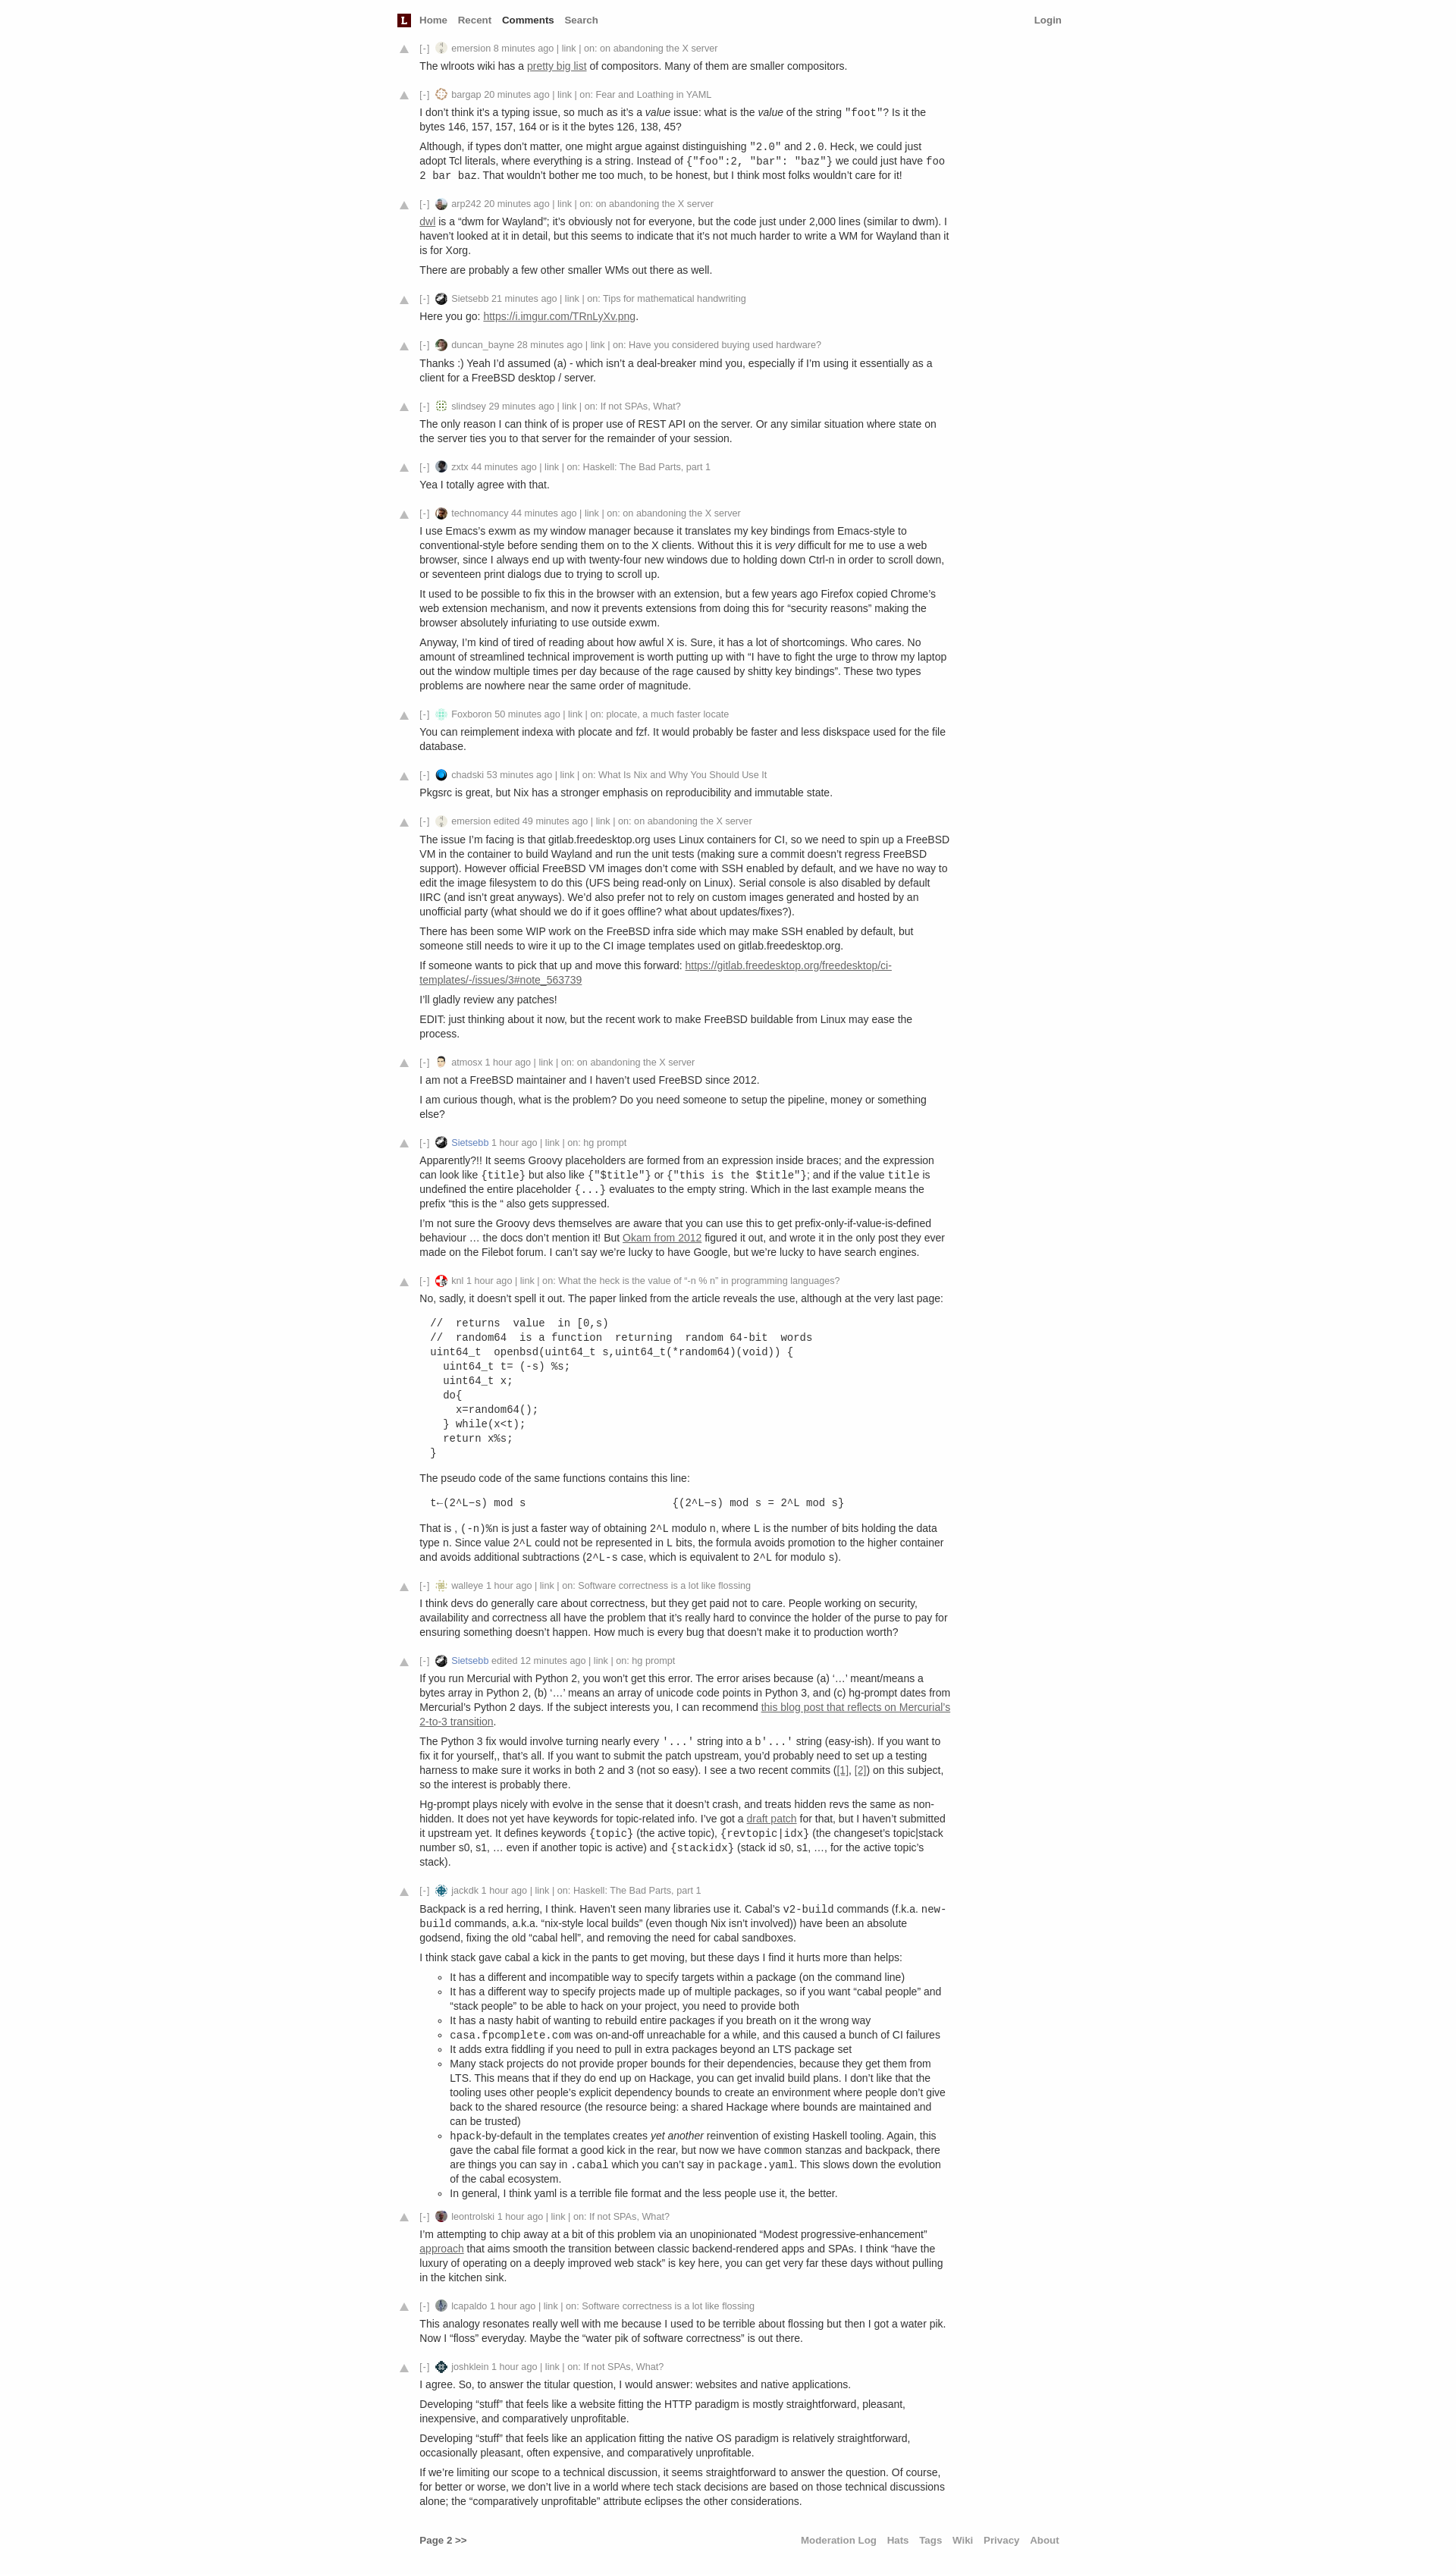 L Home Recent Comments Search Login
[-] emersion 8 minutes ago | link | on: on abandoning the X server
The wlroots wiki has a pretty big list of compositors. Many of them are smaller compositors.
[-] bargap 20 minutes ago | link | on: Fear and Loathing in YAML
I don’t think it’s a typing issue, so much as it’s a value issue: what is the value of the string "foot"? Is it the
bytes 146, 157, 157, 164 or is it the bytes 126, 138, 45?
Although, if types don’t matter, one might argue against distinguishing "2.0" and 2.0. Heck, we could just
adopt Tcl literals, where everything is a string. Instead of {"foo":2, "bar": "baz"} we could just have foo
2 bar baz. That wouldn’t bother me too much, to be honest, but I think most folks wouldn’t care for it!
[-] arp242 20 minutes ago | link | on: on abandoning the X server
dwl is a “dwm for Wayland”; it’s obviously not for everyone, but the code just under 2,000 lines (similar to dwm). I
haven’t looked at it in detail, but this seems to indicate that it’s not much harder to write a WM for Wayland than it
is for Xorg.
There are probably a few other smaller WMs out there as well.
[-] Sietsebb 21 minutes ago | link | on: Tips for mathematical handwriting
Here you go: https://i.imgur.com/TRnLyXv.png.
[-] duncan_bayne 28 minutes ago | link | on: Have you considered buying used hardware?
Thanks :) Yeah I’d assumed (a) - which isn’t a deal-breaker mind you, especially if I’m using it essentially as a
client for a FreeBSD desktop / server.
[-] slindsey 29 minutes ago | link | on: If not SPAs, What?
The only reason I can think of is proper use of REST API on the server. Or any similar situation where state on
the server ties you to that server for the remainder of your session.
[-] zxtx 44 minutes ago | link | on: Haskell: The Bad Parts, part 1
Yea I totally agree with that.
[-] technomancy 44 minutes ago | link | on: on abandoning the X server
I use Emacs’s exwm as my window manager because it translates my key bindings from Emacs-style to
conventional-style before sending them on to the X clients. Without this it is very difficult for me to use a web
browser, since I always end up with twenty-four new windows due to holding down Ctrl-n in order to scroll down,
or seventeen print dialogs due to trying to scroll up.
It used to be possible to fix this in the browser with an extension, but a few years ago Firefox copied Chrome’s
web extension mechanism, and now it prevents extensions from doing this for “security reasons” making the
browser absolutely infuriating to use outside exwm.
Anyway, I’m kind of tired of reading about how awful X is. Sure, it has a lot of shortcomings. Who cares. No
amount of streamlined technical improvement is worth putting up with “I have to fight the urge to throw my laptop
out the window multiple times per day because of the rage caused by shitty key bindings”. These two types
problems are nowhere near the same order of magnitude.
[-] Foxboron 50 minutes ago | link | on: plocate, a much faster locate
You can reimplement indexa with plocate and fzf. It would probably be faster and less diskspace used for the file
database.
[-] chadski 53 minutes ago | link | on: What Is Nix and Why You Should Use It
Pkgsrc is great, but Nix has a stronger emphasis on reproducibility and immutable state.
[-] emersion edited 49 minutes ago | link | on: on abandoning the X server
The issue I’m facing is that gitlab.freedesktop.org uses Linux containers for CI, so we need to spin up a FreeBSD
VM in the container to build Wayland and run the unit tests (making sure a commit doesn’t regress FreeBSD
support). However official FreeBSD VM images don’t come with SSH enabled by default, and we have no way to
edit the image filesystem to do this (UFS being read-only on Linux). Serial console is also disabled by default
IIRC (and isn’t great anyways). We’d also prefer not to rely on custom images generated and hosted by an
unofficial party (what should we do if it goes offline? what about updates/fixes?).
There has been some WIP work on the FreeBSD infra side which may make SSH enabled by default, but
someone still needs to wire it up to the CI image templates used on gitlab.freedesktop.org.
If someone wants to pick that up and move this forward: https://gitlab.freedesktop.org/freedesktop/ci-
templates/-/issues/3#note_563739
I’ll gladly review any patches!
EDIT: just thinking about it now, but the recent work to make FreeBSD buildable from Linux may ease the
process.
[-] atmosx 1 hour ago | link | on: on abandoning the X server
I am not a FreeBSD maintainer and I haven’t used FreeBSD since 2012.
I am curious though, what is the problem? Do you need someone to setup the pipeline, money or something
else?
[-] Sietsebb 1 hour ago | link | on: hg prompt
Apparently?!! It seems Groovy placeholders are formed from an expression inside braces; and the expression
can look like {title} but also like {"$title"} or {"this is the $title"}; and if the value title is
undefined the entire placeholder {...} evaluates to the empty string. Which in the last example means the
prefix “this is the “ also gets suppressed.
I’m not sure the Groovy devs themselves are aware that you can use this to get prefix-only-if-value-is-defined
behaviour … the docs don’t mention it! But Okam from 2012 figured it out, and wrote it in the only post they ever
made on the Filebot forum. I can’t say we’re lucky to have Google, but we’re lucky to have search engines.
[-] knl 1 hour ago | link | on: What the heck is the value of “-n % n” in programming languages?
No, sadly, it doesn’t spell it out. The paper linked from the article reveals the use, although at the very last page:
//  returns  value  in [0,s)
//  random64  is a function  returning  random 64-bit  words
uint64_t  openbsd(uint64_t s,uint64_t(*random64)(void)) {
  uint64_t t= (-s) %s;
  uint64_t x;
  do{
    x=random64();
  } while(x<t);
  return x%s;
}
The pseudo code of the same functions contains this line:
t←(2^L−s) mod s                       {(2^L−s) mod s = 2^L mod s}
That is , (-n)%n is just a faster way of obtaining 2^L modulo n, where L is the number of bits holding the data
type n. Since value 2^L could not be represented in L bits, the formula avoids promotion to the higher container
and avoids additional subtractions (2^L-s case, which is equivalent to 2^L for modulo s).
[-] walleye 1 hour ago | link | on: Software correctness is a lot like flossing
I think devs do generally care about correctness, but they get paid not to care. People working on security,
availability and correctness all have the problem that it’s really hard to convince the holder of the purse to pay for
ensuring something doesn’t happen. How much is every bug that doesn’t make it to production worth?
[-] Sietsebb edited 12 minutes ago | link | on: hg prompt
If you run Mercurial with Python 2, you won’t get this error. The error arises because (a) ‘…’ meant/means a
bytes array in Python 2, (b) ‘…’ means an array of unicode code points in Python 3, and (c) hg-prompt dates from
Mercurial’s Python 2 days. If the subject interests you, I can recommend this blog post that reflects on Mercurial’s
2-to-3 transition.
The Python 3 fix would involve turning nearly every '...' string into a b'...' string (easy-ish). If you want to
fix it for yourself,, that’s all. If you want to submit the patch upstream, you’d probably need to set up a testing
harness to make sure it works in both 2 and 3 (not so easy). I see a two recent commits ([1], [2]) on this subject,
so the interest is probably there.
Hg-prompt plays nicely with evolve in the sense that it doesn’t crash, and treats hidden revs the same as non-
hidden. It does not yet have keywords for topic-related info. I’ve got a draft patch for that, but I haven’t submitted
it upstream yet. It defines keywords {topic} (the active topic), {revtopic|idx} (the changeset’s topic|stack
number s0, s1, … even if another topic is active) and {stackidx} (stack id s0, s1, …, for the active topic’s
stack).
[-] jackdk 1 hour ago | link | on: Haskell: The Bad Parts, part 1
Backpack is a red herring, I think. Haven’t seen many libraries use it. Cabal’s v2-build commands (f.k.a. new-
build commands, a.k.a. “nix-style local builds” (even though Nix isn’t involved)) have been an absolute
godsend, fixing the old “cabal hell”, and removing the need for cabal sandboxes.
I think stack gave cabal a kick in the pants to get moving, but these days I find it hurts more than helps:
◦ It has a different and incompatible way to specify targets within a package (on the command line)
◦ It has a different way to specify projects made up of multiple packages, so if you want “cabal people” and
“stack people” to be able to hack on your project, you need to provide both
◦ It has a nasty habit of wanting to rebuild entire packages if you breath on it the wrong way
◦ casa.fpcomplete.com was on-and-off unreachable for a while, and this caused a bunch of CI failures
◦ It adds extra fiddling if you need to pull in extra packages beyond an LTS package set
◦ Many stack projects do not provide proper bounds for their dependencies, because they get them from
LTS. This means that if they do end up on Hackage, you can get invalid build plans. I don’t like that the
tooling uses other people’s explicit dependency bounds to create an environment where people don’t give
back to the shared resource (the resource being: a shared Hackage where bounds are maintained and
can be trusted)
◦ hpack-by-default in the templates creates yet another reinvention of existing Haskell tooling. Again, this
gave the cabal file format a good kick in the rear, but now we have common stanzas and backpack, there
are things you can say in .cabal which you can’t say in package.yaml. This slows down the evolution
of the cabal ecosystem.
◦ In general, I think yaml is a terrible file format and the less people use it, the better.
[-] leontrolski 1 hour ago | link | on: If not SPAs, What?
I’m attempting to chip away at a bit of this problem via an unopinionated “Modest progressive-enhancement”
approach that aims smooth the transition between classic backend-rendered apps and SPAs. I think “have the
luxury of operating on a deeply improved web stack” is key here, you can get very far these days without pulling
in the kitchen sink.
[-] lcapaldo 1 hour ago | link | on: Software correctness is a lot like flossing
This analogy resonates really well with me because I used to be terrible about flossing but then I got a water pik.
Now I “floss” everyday. Maybe the “water pik of software correctness” is out there.
[-] joshklein 1 hour ago | link | on: If not SPAs, What?
I agree. So, to answer the titular question, I would answer: websites and native applications.
Developing “stuff” that feels like a website fitting the HTTP paradigm is mostly straightforward, pleasant,
inexpensive, and comparatively unprofitable.
Developing “stuff” that feels like an application fitting the native OS paradigm is relatively straightforward,
occasionally pleasant, often expensive, and comparatively unprofitable.
If we’re limiting our scope to a technical discussion, it seems straightforward to answer the question. Of course,
for better or worse, we don’t live in a world where tech stack decisions are based on those technical discussions
alone; the “comparatively unprofitable” attribute eclipses the other considerations.
Page 2 >> Moderation Log Hats Tags Wiki Privacy About